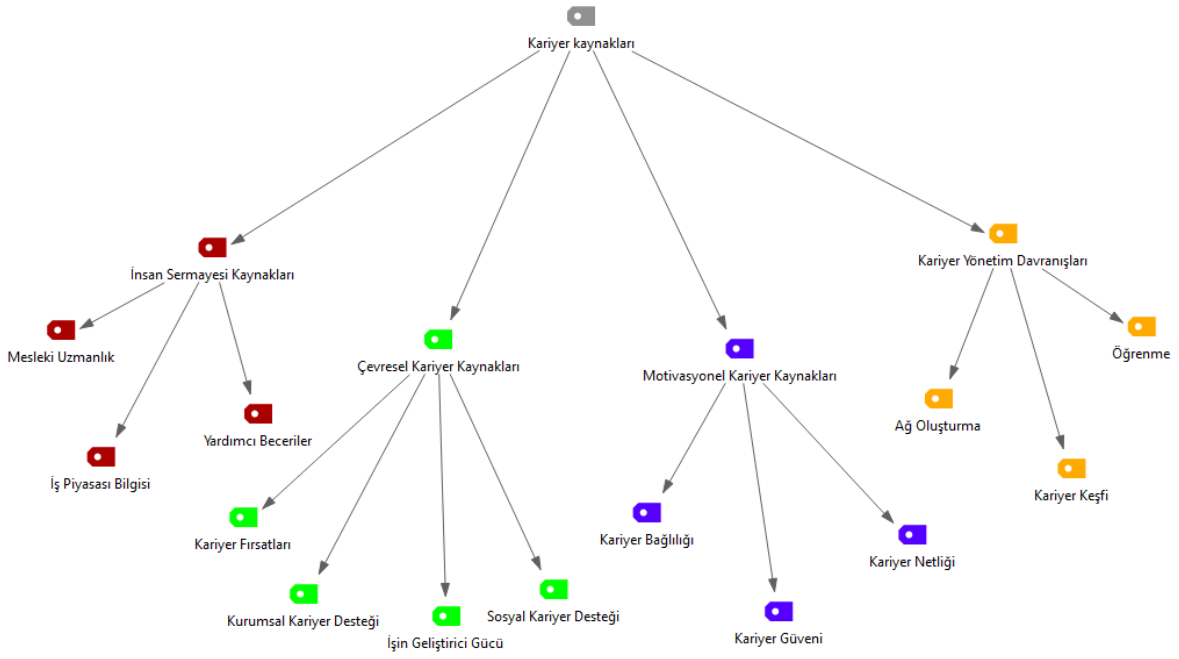 Kariyer kaynakları
İnsan Sermayesi Kaynakları
Kariyer Yönetim Davranışları
Mesleki Uzmanlık
Çevresel Kariyer Kaynakları
Motivasyonel Kariyer Kaynakları
Öğrenme
Yardımcı Beceriler
Ağ Oluşturma
İş Piyasası Bilgisi
Kariyer Keşfi
Kariyer Fırsatları
Kariyer Bağlılığı
Kariyer Netliği
Kurumsal Kariyer Desteği
Sosyal Kariyer Desteği
İşin Geliştirici Gücü
Kariyer Güveni